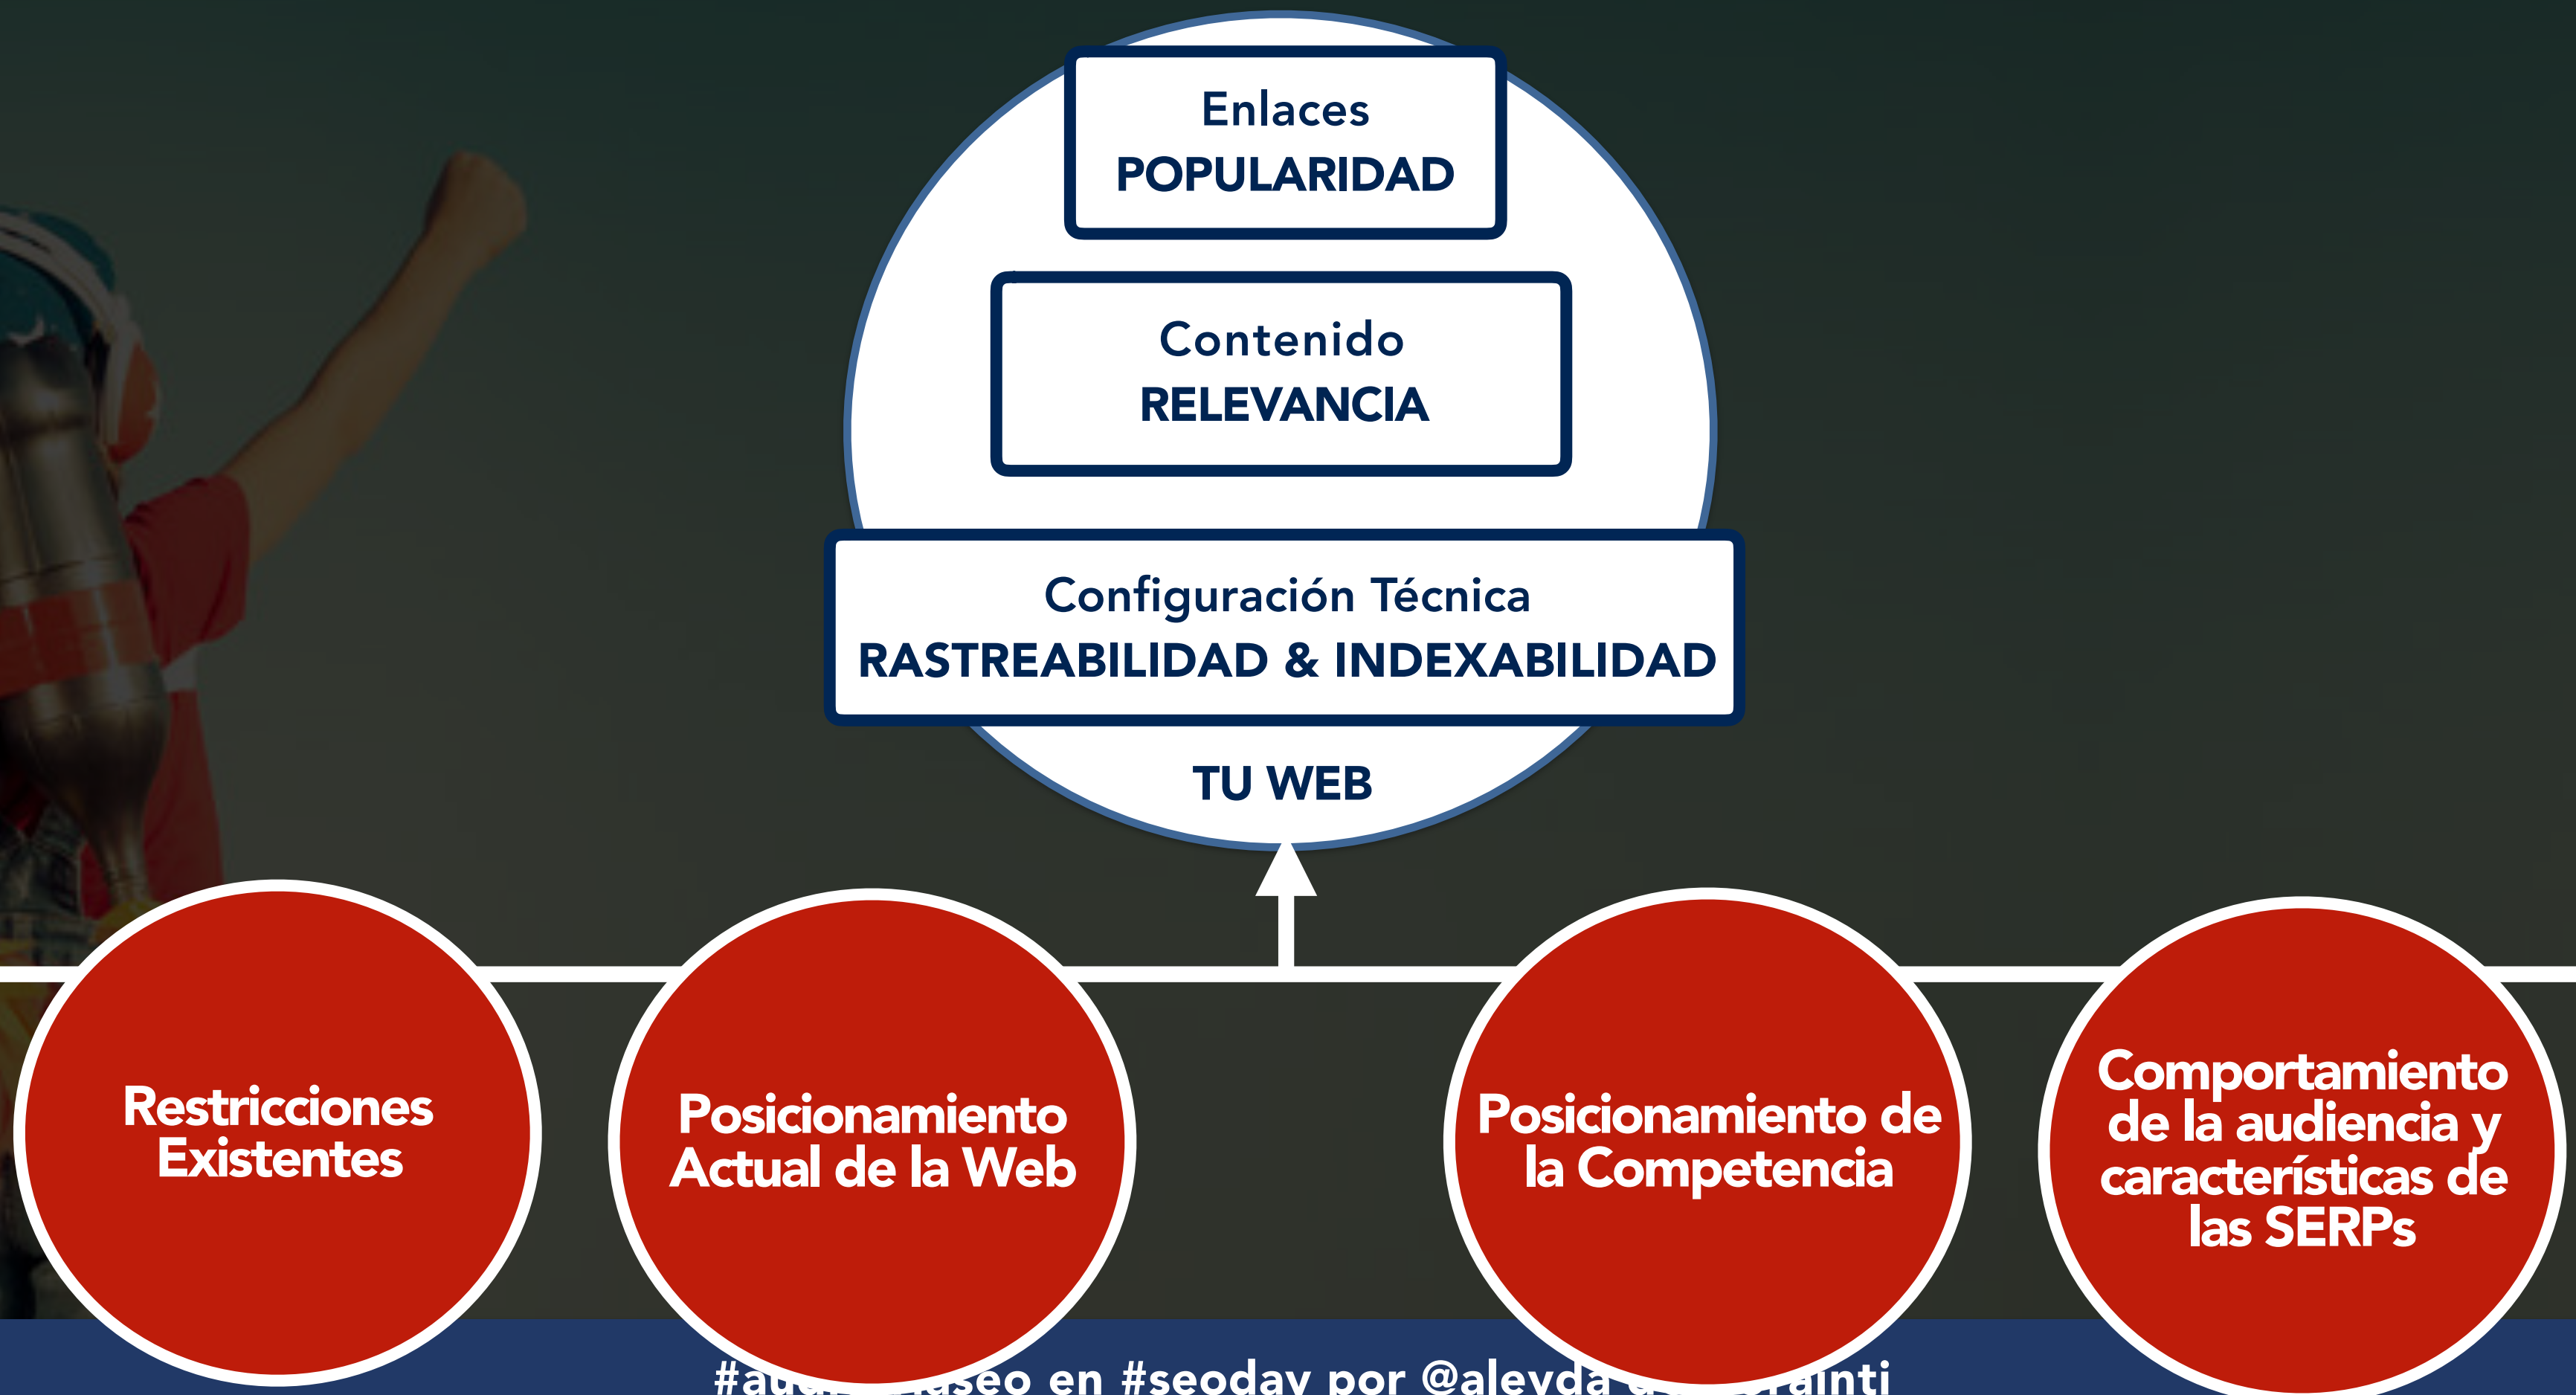 Enlaces
POPULARIDAD
Contenido
RELEVANCIA
Configuración Técnica
RASTREABILIDAD & INDEXABILIDAD
TU WEB
Restricciones
Existentes
Posicionamiento
Actual de la Web
Posicionamiento de
la Competencia
Comportamiento
de la audiencia y
características de
las SERPs
en #seoday por @aleyda